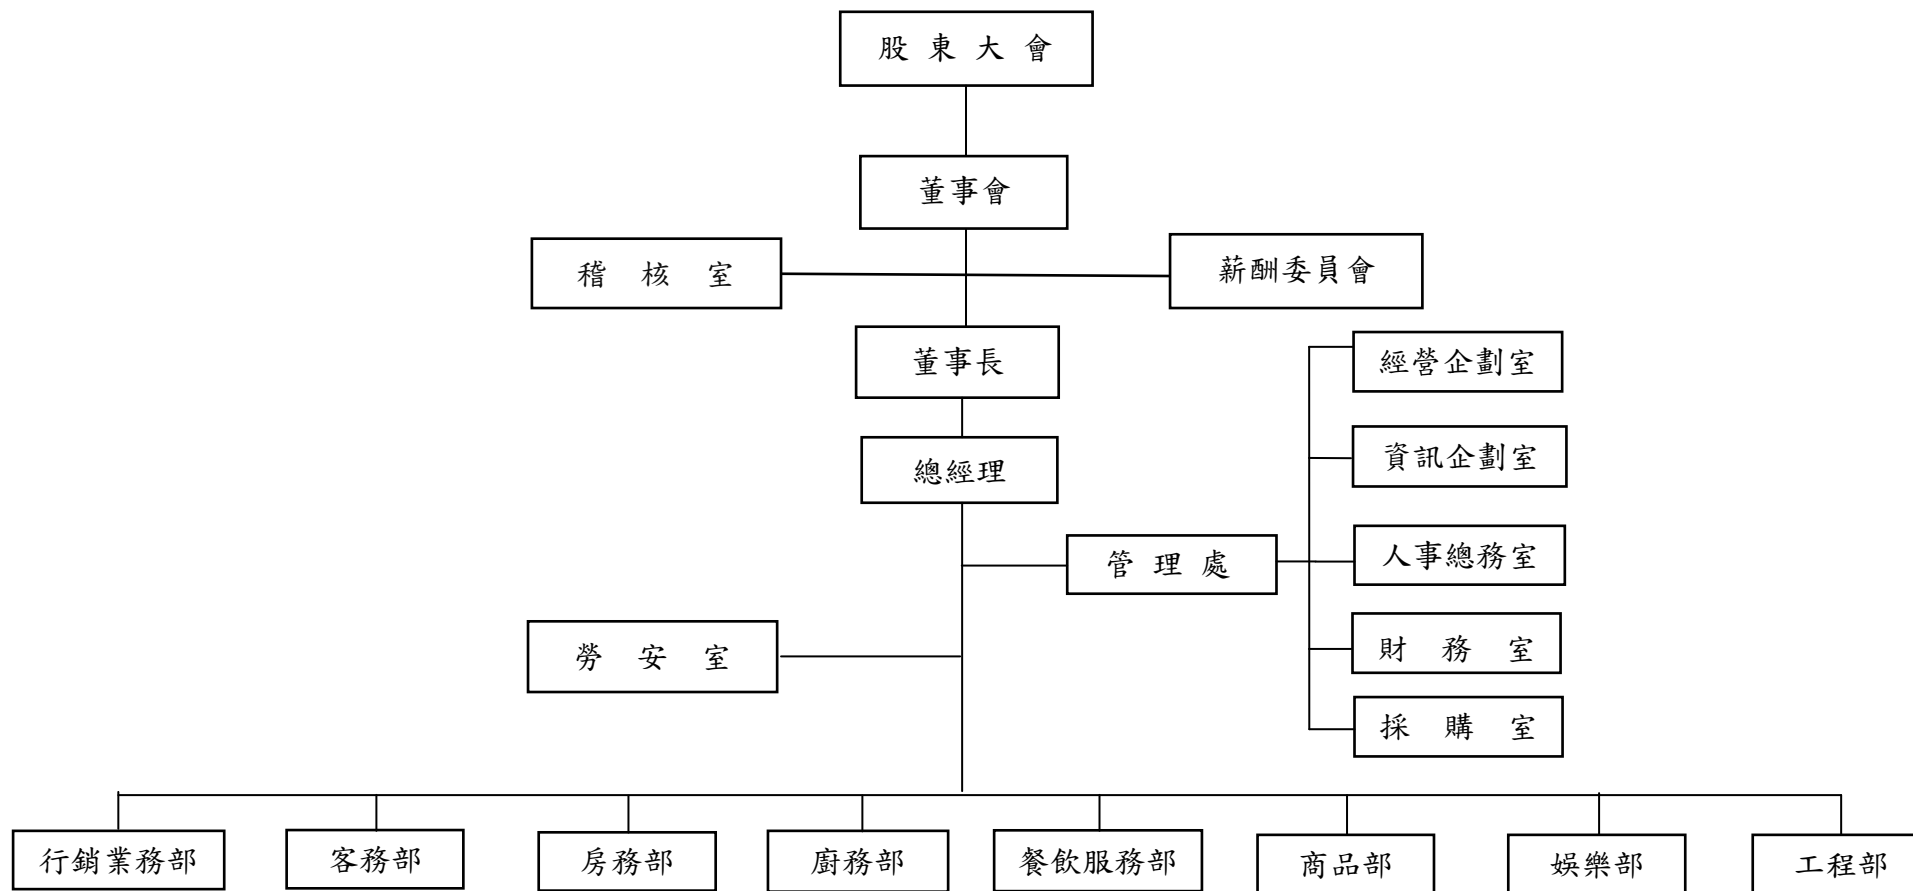 股東大會
董事會
稽核室
薪酬委員會
董事長
經營企劃室
總經理
資訊企劃室
管理處
人事總務室
勞安室
財務室
採購室
行銷業務部
客務部
房務部
廚務部
餐飲服務部
商品部
娛樂部
工程部